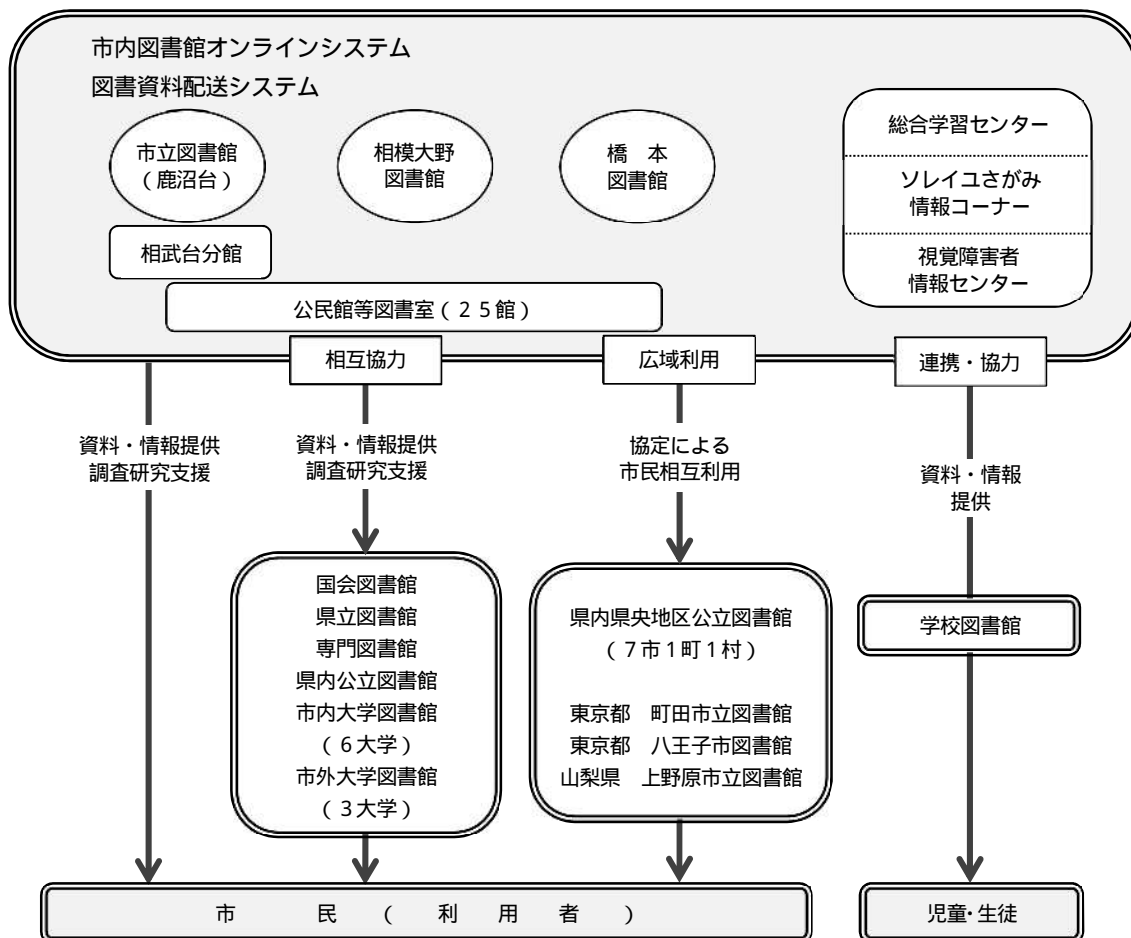 市内図書館オンラインシステム
図書資料配送システム
市立図書館
(鹿沼台)
相模大野
図書館
橋 本
図書館
総合学習センター
ソレイユさがみ
情報コーナー
視覚障害者
情報センター
相武台分館
公民館等図書室(25館)
相互協力
広域利用
連携・協力
資料・情報提供
調査研究支援
資料・情報提供
調査研究支援
協定による
市民相互利用
資料・情報
提供
国会図書館
県立図書館
専門図書館
県内公立図書館
市内大学図書館
(6大学)
市外大学図書館
(3大学)
県内県央地区公立図書館
(7市1町1村)
東京都 町田市立図書館
東京都 八王子市図書館
山梨県 上野原市立図書館
学校図書館
市 民 ( 利 用 者 )
児童・生徒